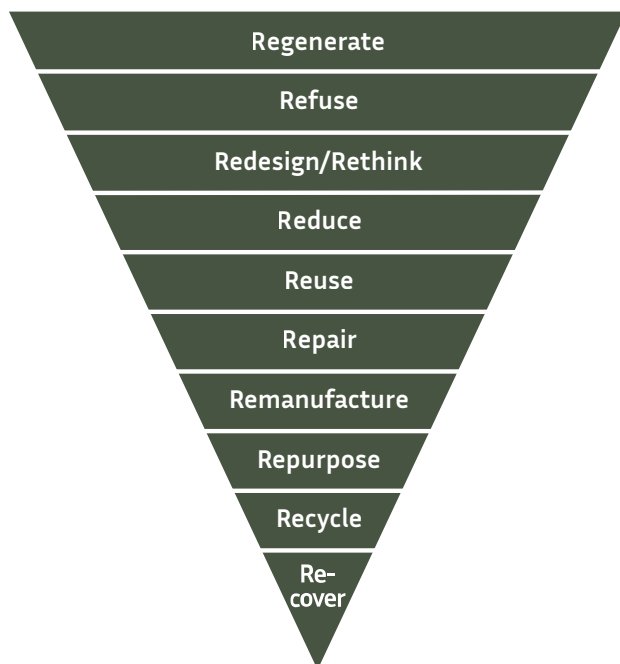 Regenerate
Refuse
Redesign/Rethink
Reduce
Reuse
Repair
Remanufacture
Repurpose
Recycle
Re-
cover